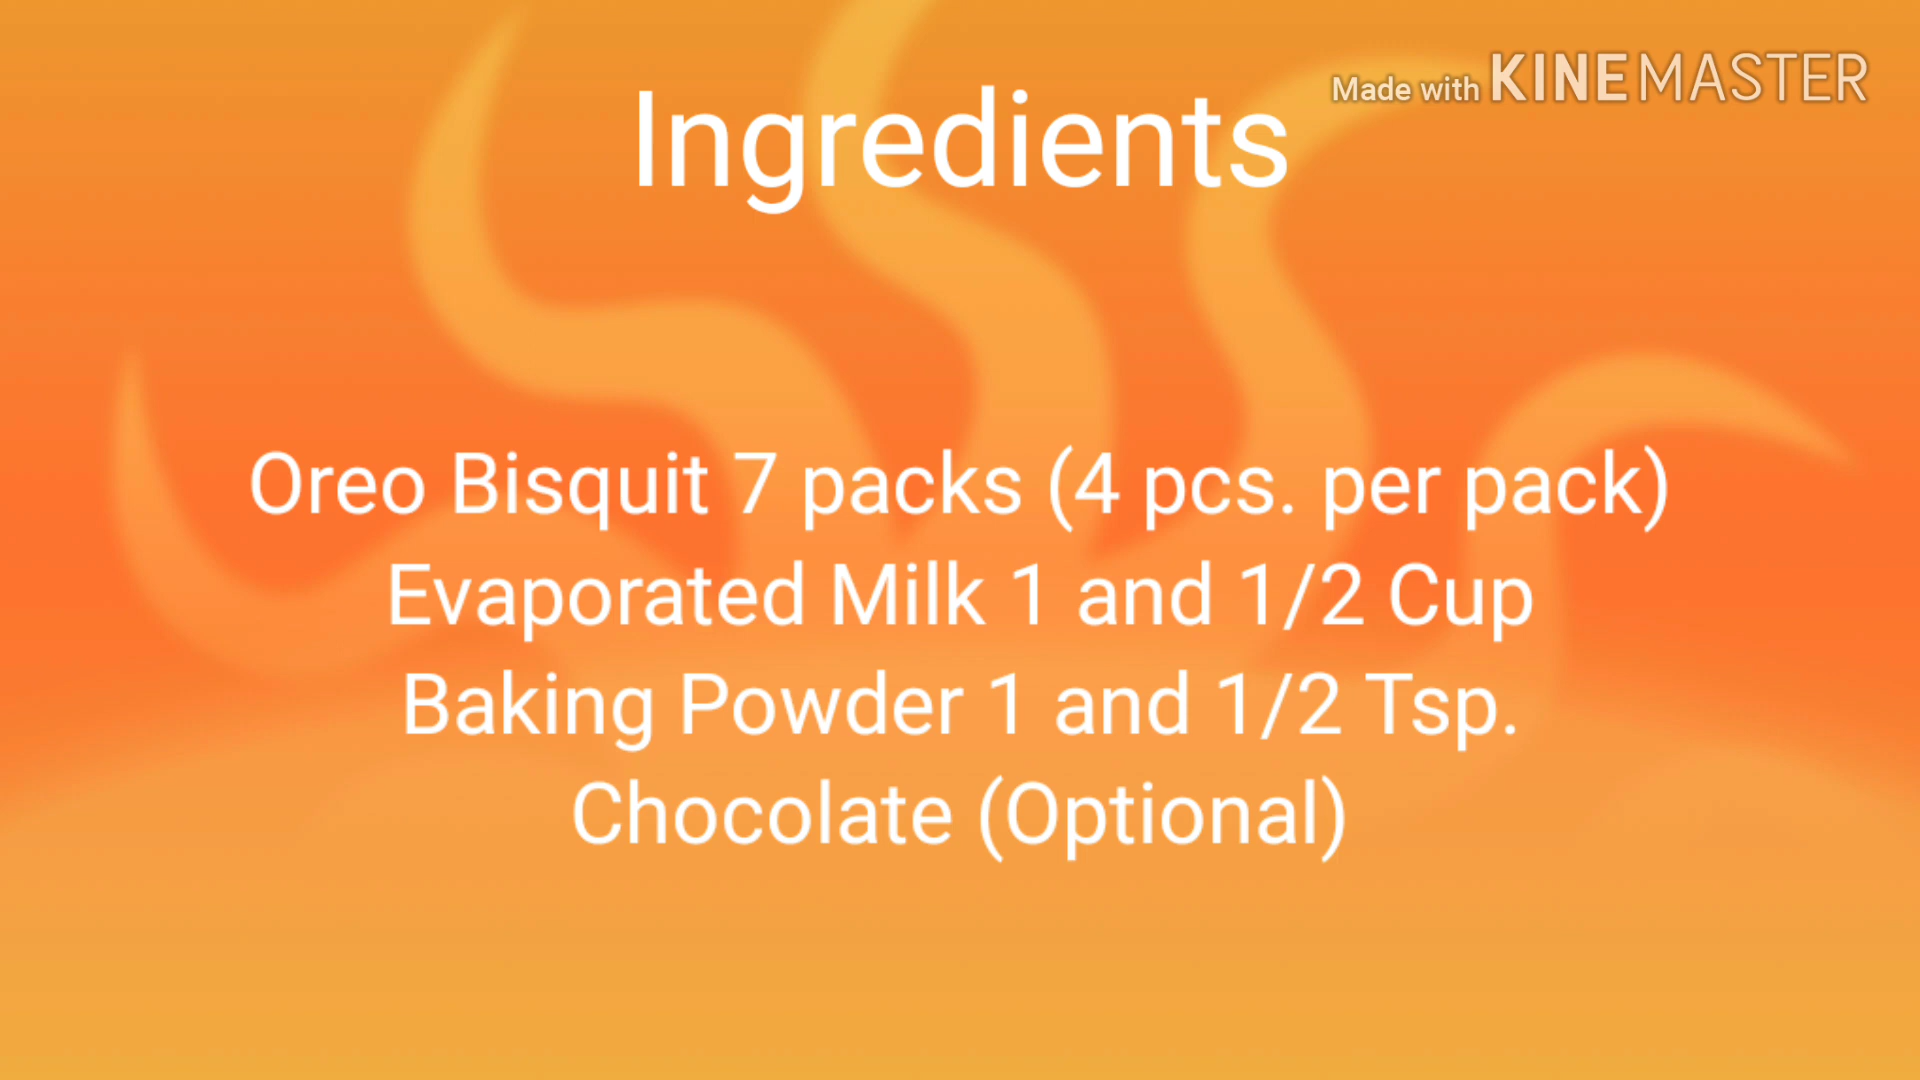 Made with KINEMASTER
Ingredients
Oreo Bisquit 7 packs (4 pcs. per pack)
Evaporated Milk 1 and 1/2 Cup
Baking Powder 1 and 1/2 Tsp.
Chocolate (Optional)